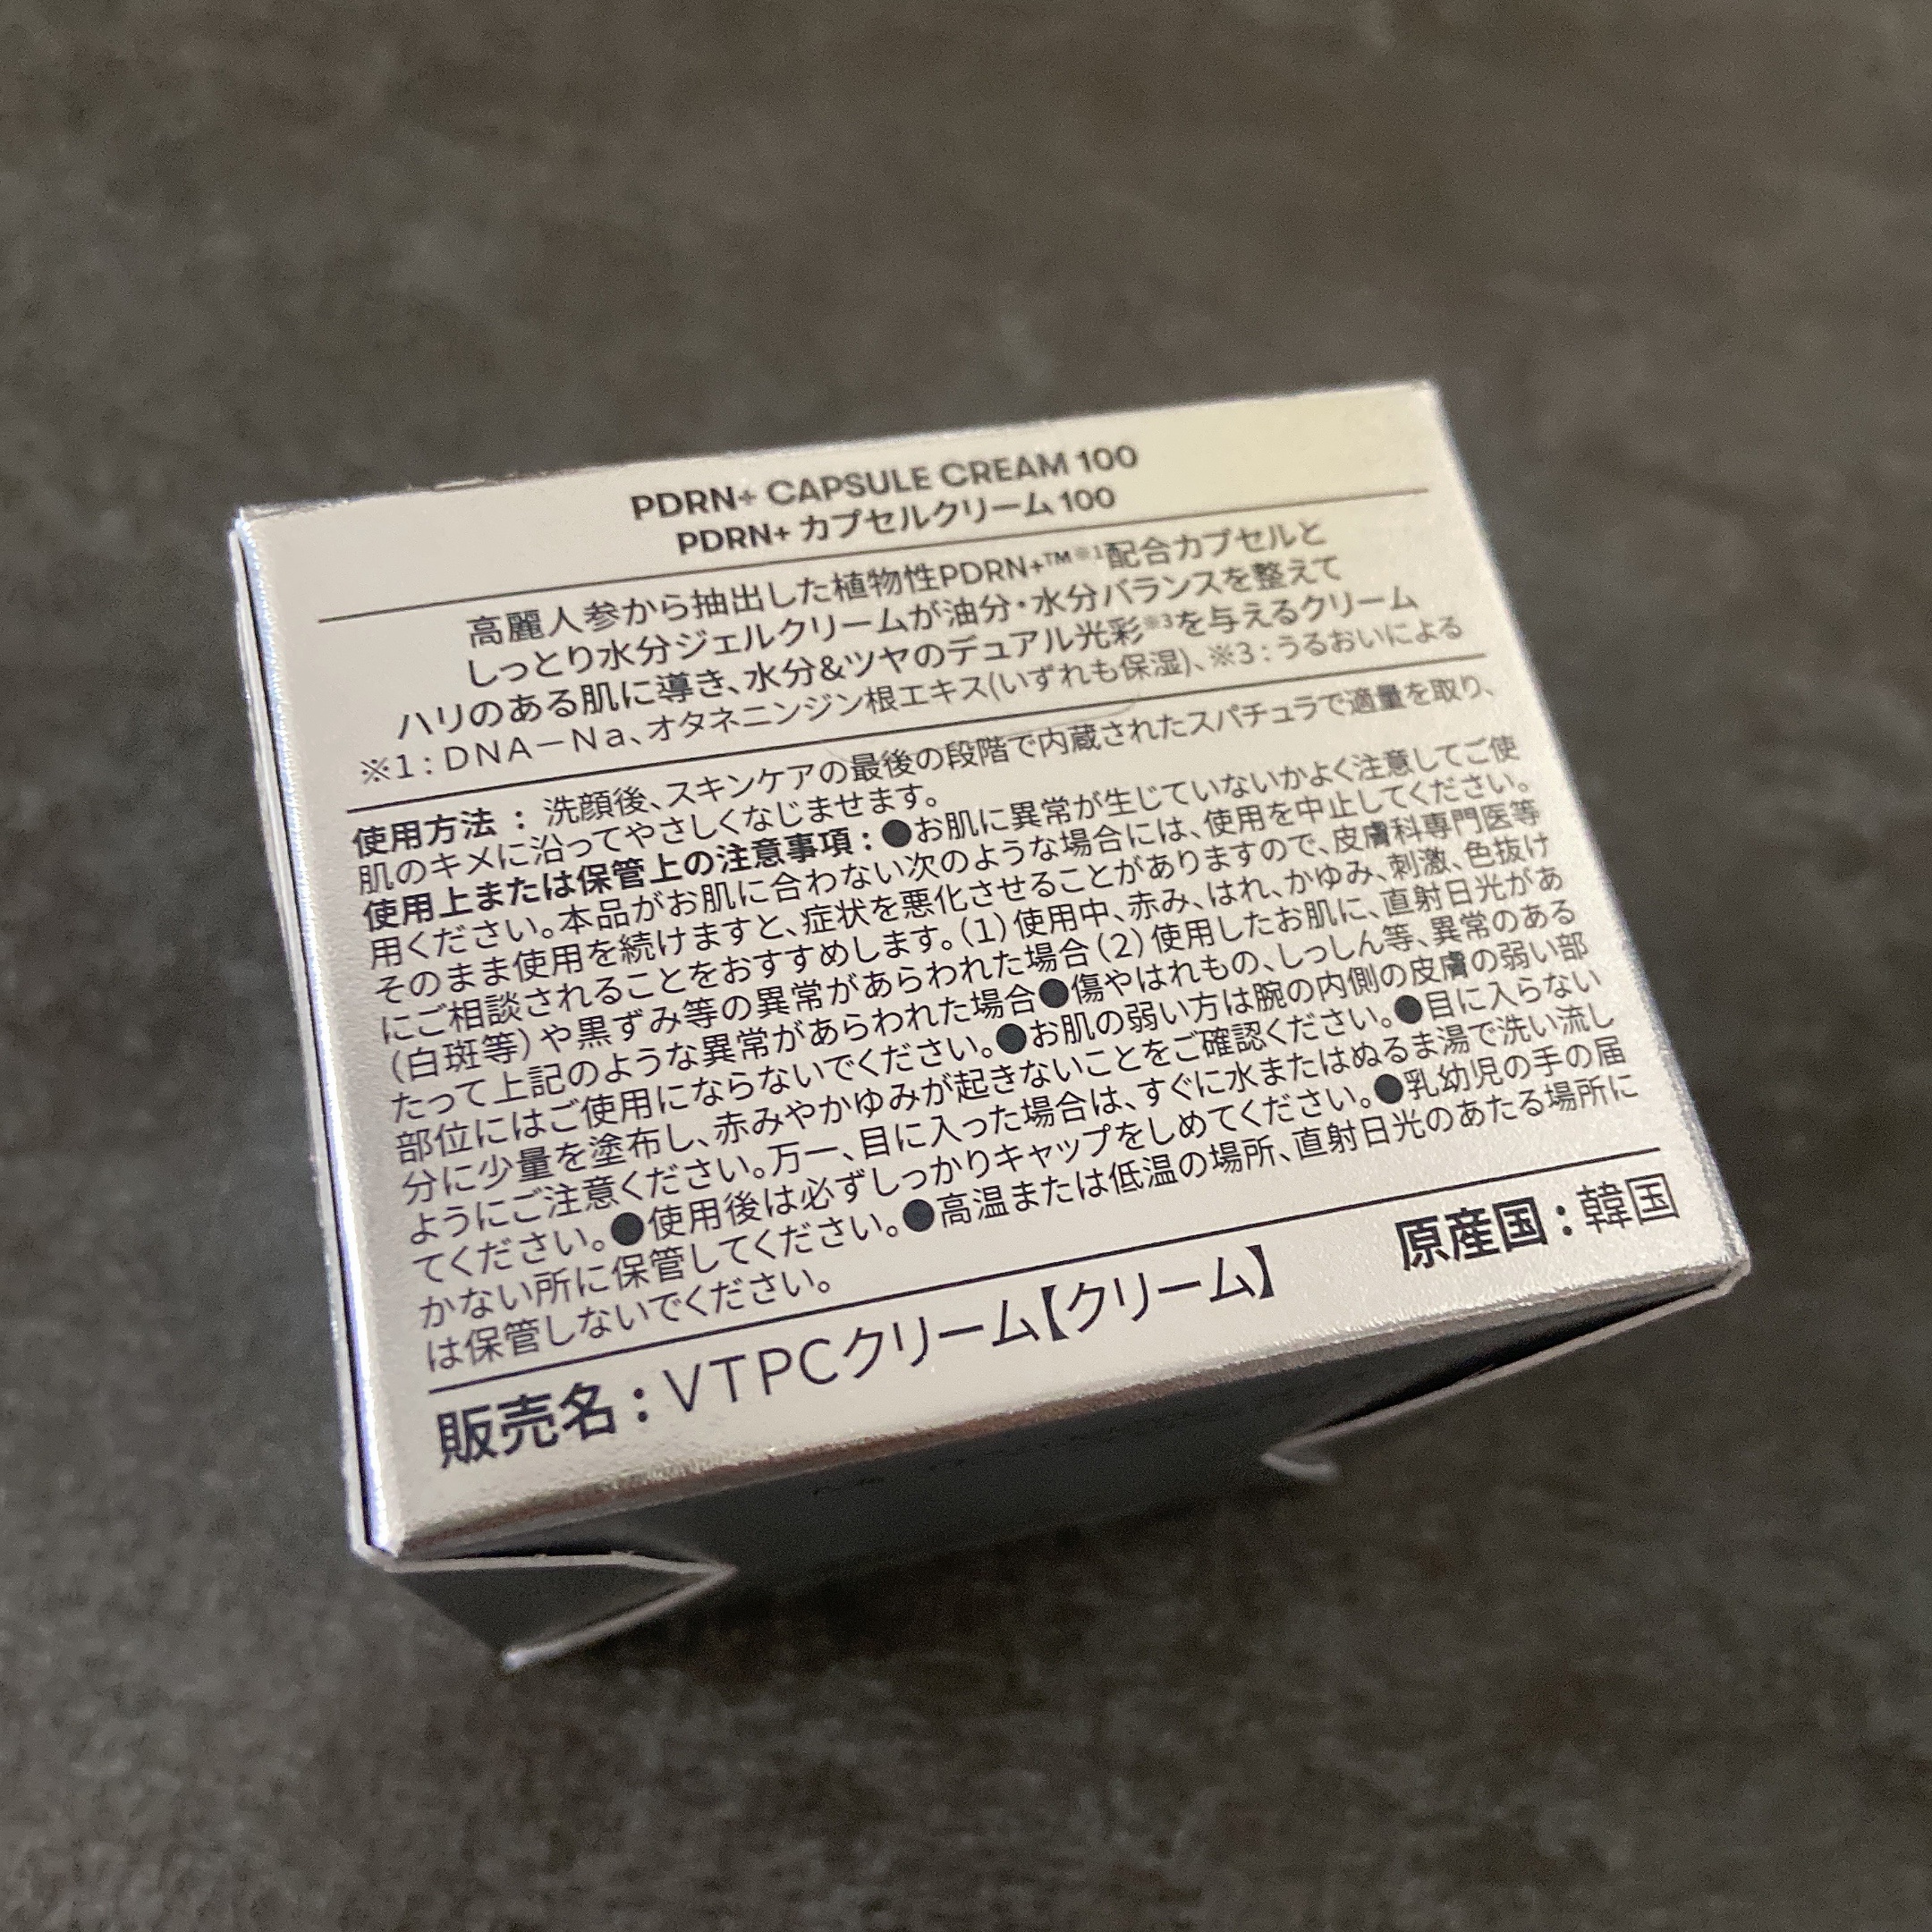 PDRN+ CAPSULE CREAM 100
PDRN+ カプセルクリーム 100
高麗人参から抽出した植物性PDRN+™※1配合カプセルと
しっとり水分ジェルクリームが油分・水分バランスを整えて
ハリのある肌に導き、水分&ツヤのデュアル光彩※3を与えるクリーム
※1:DNA-Na、オタネニンジン根エキス(いずれも保湿)、※3:うるおいによる
使用方法 : 洗顔後、スキンケアの最後の段階で内蔵されたスパチュラで適量を取り、
肌のキメに沿ってやさしくなじませます。
使用上または保管上の注意事項 : ●お肌に異常が生じていないかよく注意してご使
用ください。本品がお肌に合わない次のような場合には、使用を中止してください。
そのまま使用を続けますと、症状を悪化させることがありますので、皮膚科専門医等
にご相談されることをおすすめします。(1)使用中、赤み、はれ、かゆみ、刺激、色抜け
(白斑等)や黒ずみ等の異常があらわれた場合(2)使用したお肌に、直射日光があ
たって上記のような異常があらわれた場合●傷やはれもの、しっしん等、異常のある
部位にはご使用にならないでください。●お肌の弱い方は腕の内側の皮膚の弱い部
分に少量を塗布し、赤みやかゆみが起きないことをご確認ください。●目に入らない
ようにご注意ください。万一、目に入った場合は、すぐに水またはぬるま湯で洗い流し
てください。●使用後は必ずしっかりキャップをしめてください。●乳幼児の手の届
かない所に保管してください。●高温または低温の場所、直射日光のあたる場所に
は保管しないでください。
販売名 : VTPCクリーム【クリーム】 原産国 : 韓国